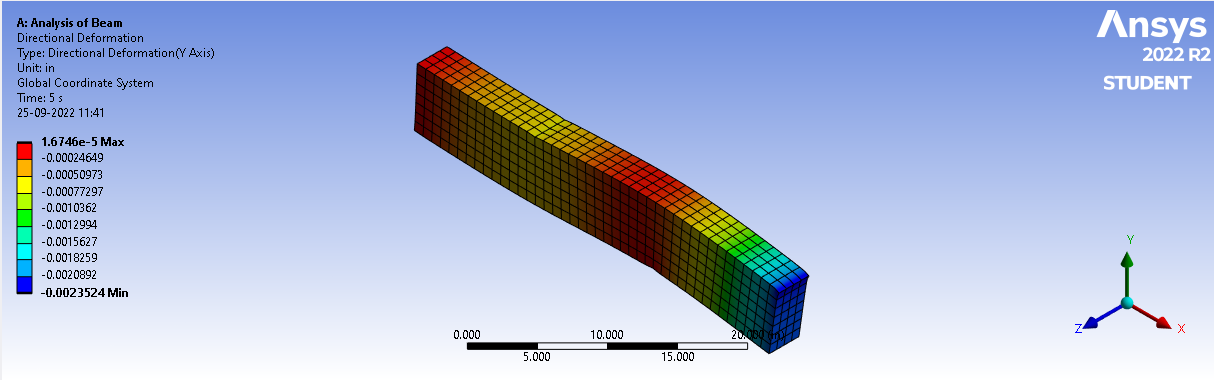 A: Analysis of Beam
Directional Deformation
Type: Directional Deformation(Y Axis)
Unit: in
Global Coordinate System
Time: 5 s
25-09-2022 11:41
1.6746e-5 Max
-0.00024649
-0.00050973
-0.00077297
-0.0010362
-0.0012994
-0.0015627
-0.0018259
-0.0020892
-0.0023524 Min
Ansys
2022 R2
STUDENT
0.000 10.000 20.000
5.000 15.000
Y
Z X